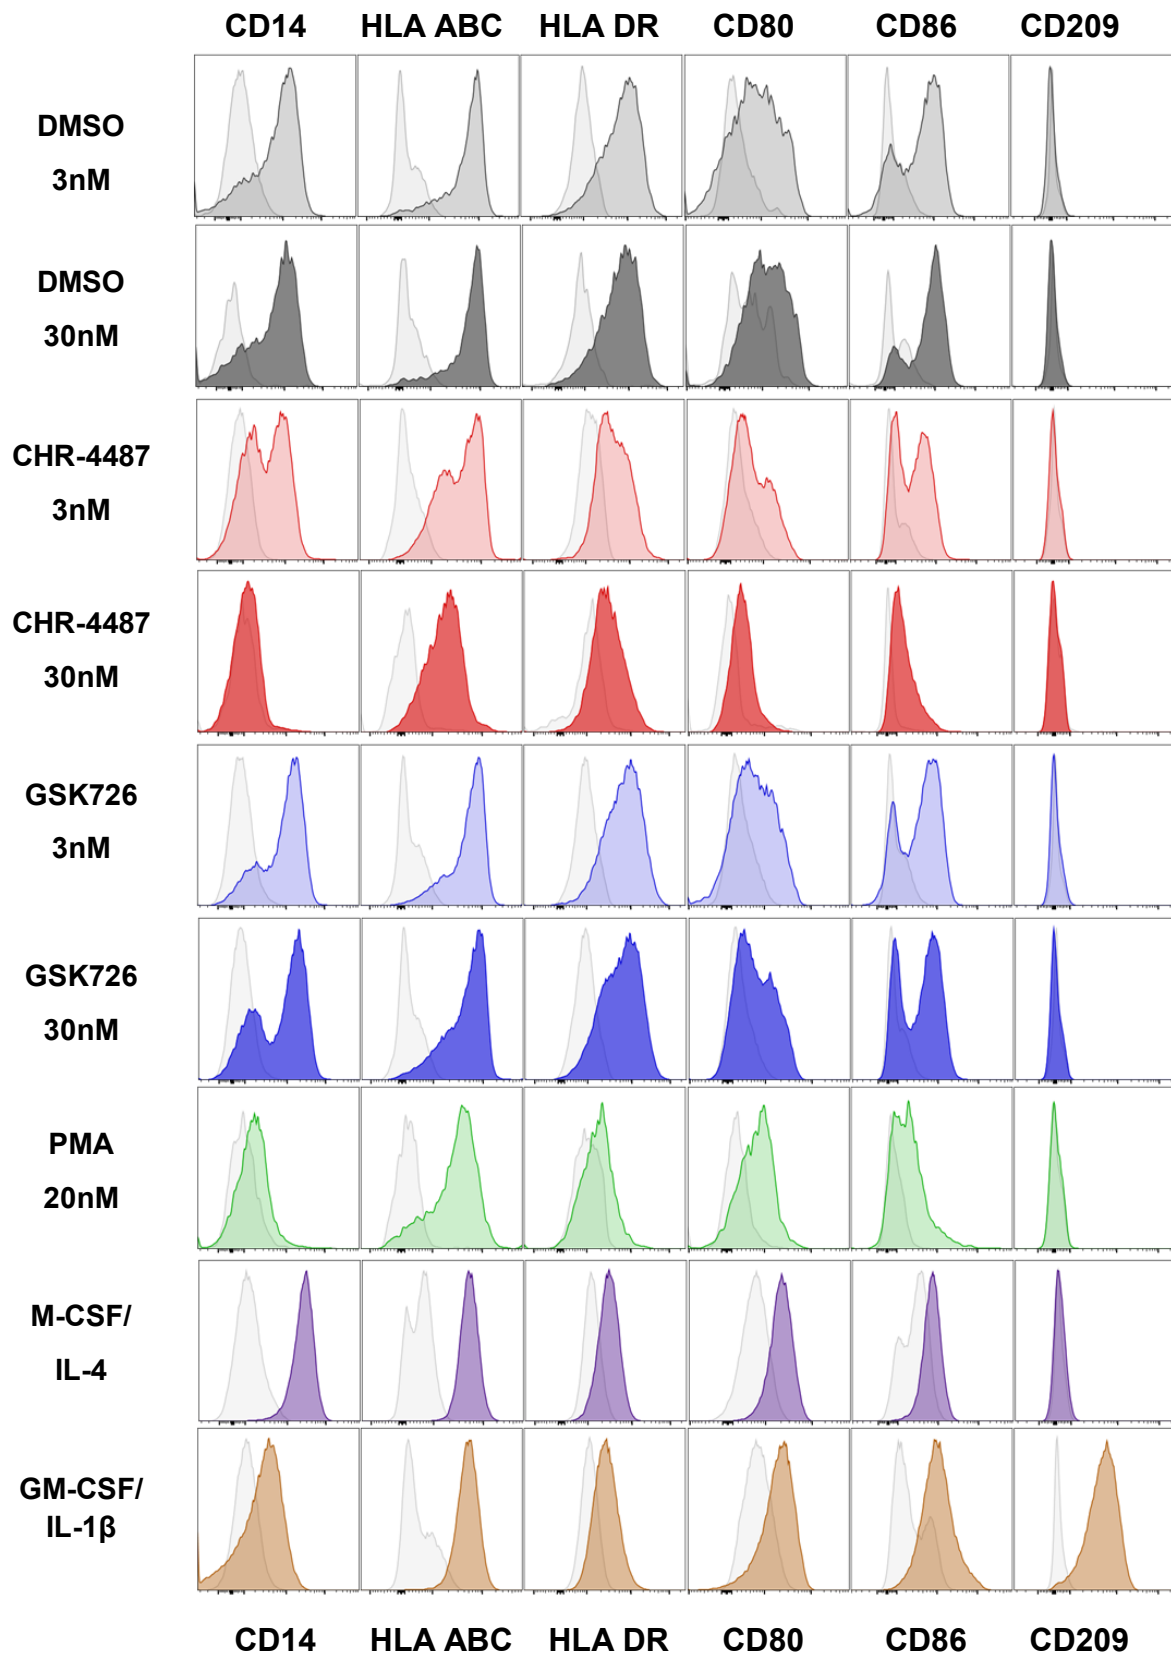 CD14 HLA ABC HLA DR CD80 CD86 CD209
DMSO
3nM
DMSO
30nM
CHR-4487
3nM
CHR-4487
30nM
GSK726
3nM
GSK726
30nM
PMA
20nM
M-CSF/
IL-4
GM-CSF/
IL-1β
CD14 HLA ABC HLA DR CD80 CD86 CD209